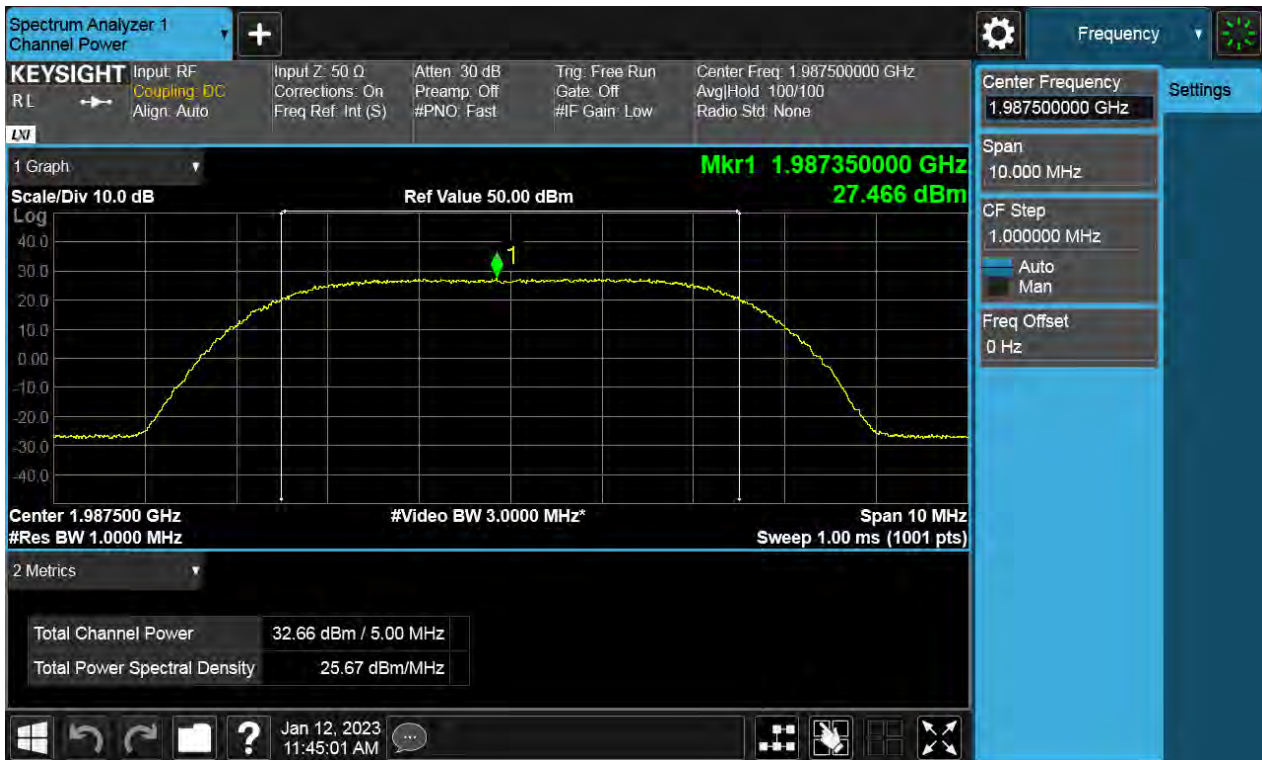 Spectrum Analyzer 1
Channel Power
+
Frequency
KEYSIGHT
RL
LXI
Input: RF
Coupling: DC
Align: Auto
Input Z: 50 Ω
Corrections: On
Freq Ref: Int (S)
Atten: 30 dB
Preamp: Off
#PNO: Fast
Trig: Free Run
Gate: Off
#IF Gain: Low
Center Freq: 1.987500000 GHz
Avg|Hold: 100/100
Radio Std: None
Center Frequency
1.987500000 GHz
Settings
Span
10.000 MHz
CF Step
1.000000 MHz
Auto
Man
Freq Offset
0 Hz
1 Graph
Mkr1 1.987350000 GHz
27.466 dBm
Scale/Div 10.0 dB
Ref Value 50.00 dBm
Log
40.0
30.0
20.0
10.0
0.00
-10.0
-20.0
-30.0
-40.0
1
Center 1.987500 GHz
#Video BW 3.0000 MHz*
Span 10 MHz
#Res BW 1.0000 MHz
Sweep 1.00 ms (1001 pts)
2 Metrics
Total Channel Power
32.66 dBm / 5.00 MHz
Total Power Spectral Density
25.67 dBm/MHz
?
Jan 12, 2023
11:45:01 AM